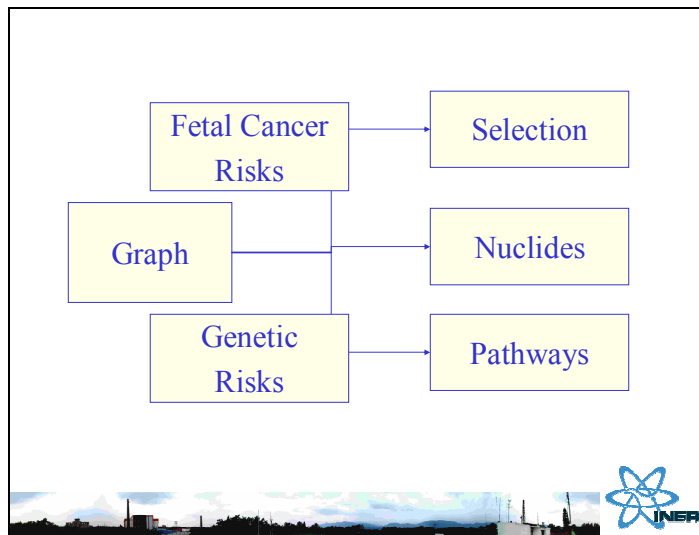 Fetal Cancer
Risks
Selection
Graph
Nuclides
Genetic
Risks
Pathways
INER